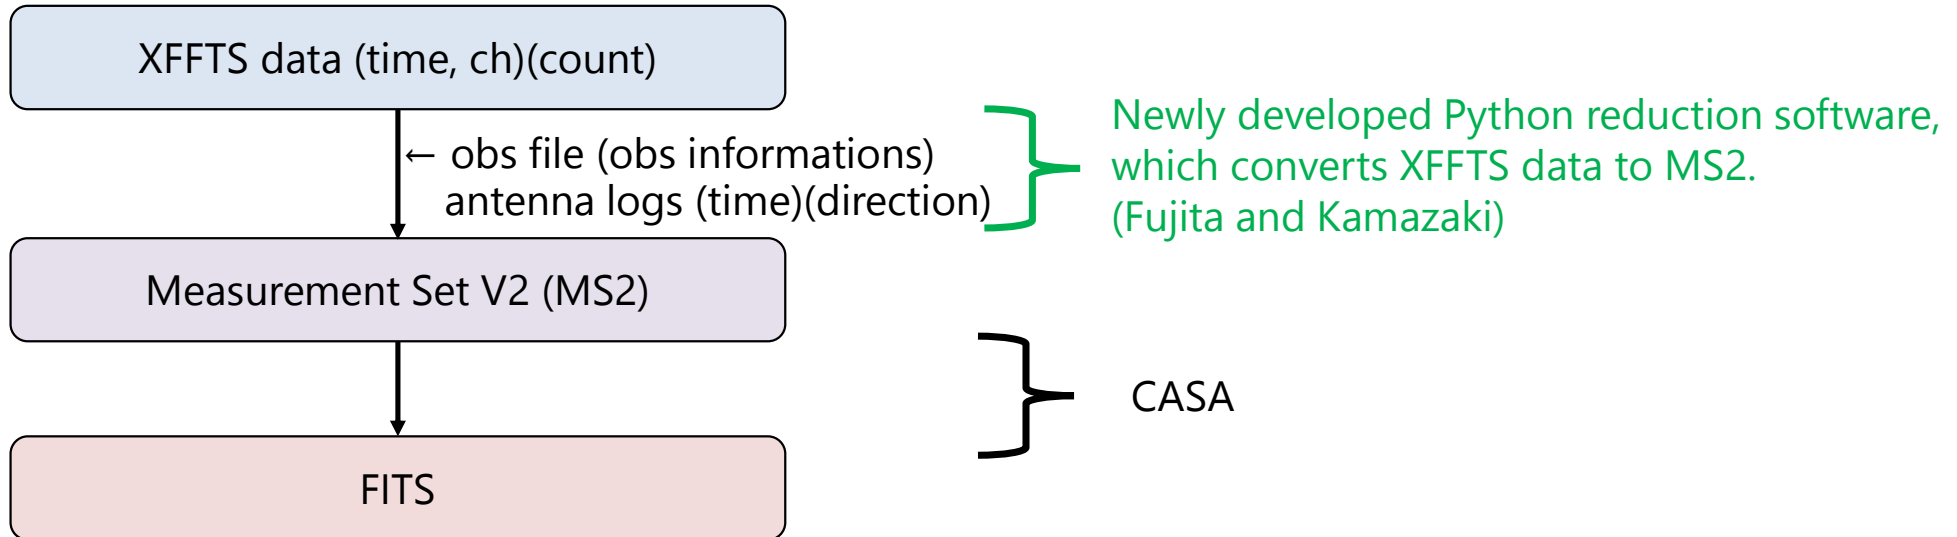 XFFTS data (time, ch)(count)
← obs file (obs informations)
antenna logs (time)(direction)
Newly developed Python reduction software,
which converts XFFTS data to MS2.
(Fujita and Kamazaki)
Measurement Set V2 (MS2)
CASA
FITS